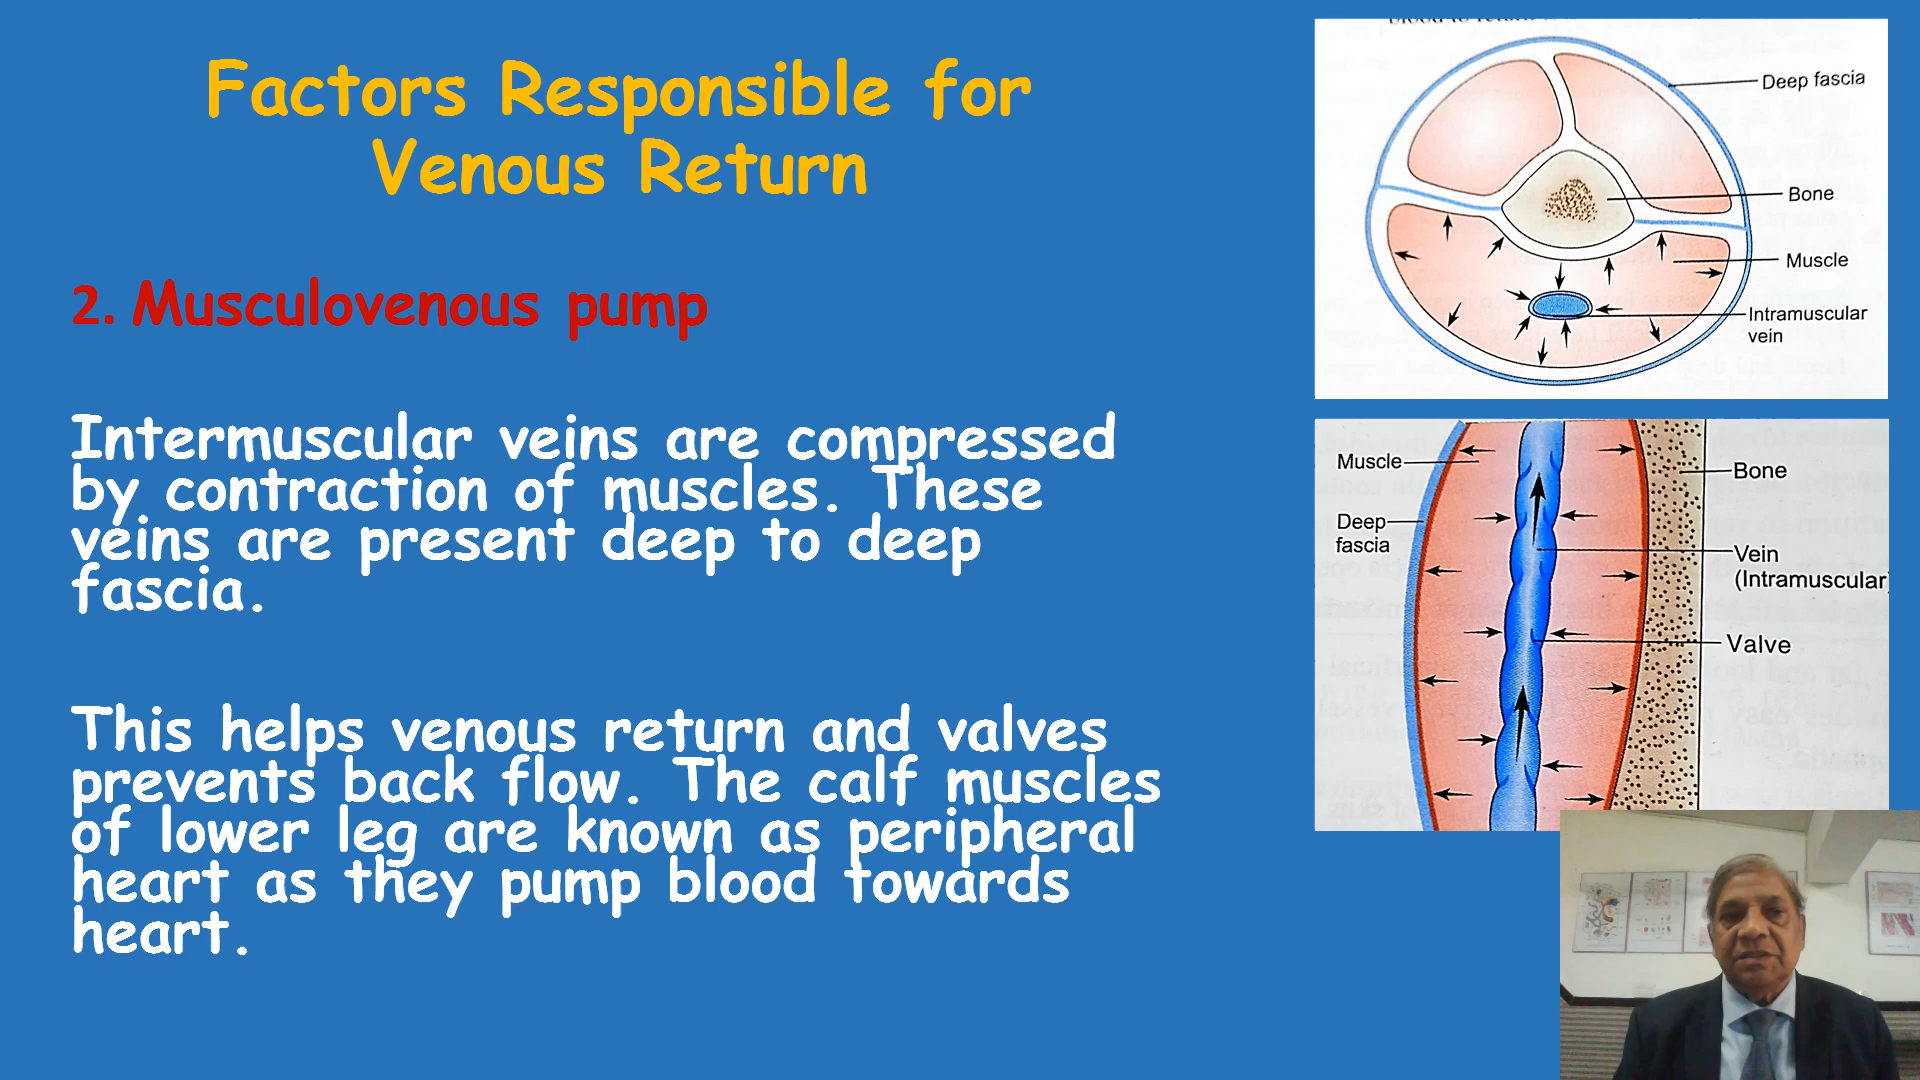 Factors Responsible for
Venous Return
2. Musculovenous pump
Intermuscular veins are compressed
by contraction of muscles. These
veins are present deep to deep
fascia.
This helps venous return and valves
prevents back flow. The calf muscles
of lower leg are known as peripheral
heart as they pump blood towards
heart.
Deep fascia
Bone
Muscle
Intramuscular
vein
Muscle
Deep
fascia
Bone
Vein
(Intramuscular)
Valve